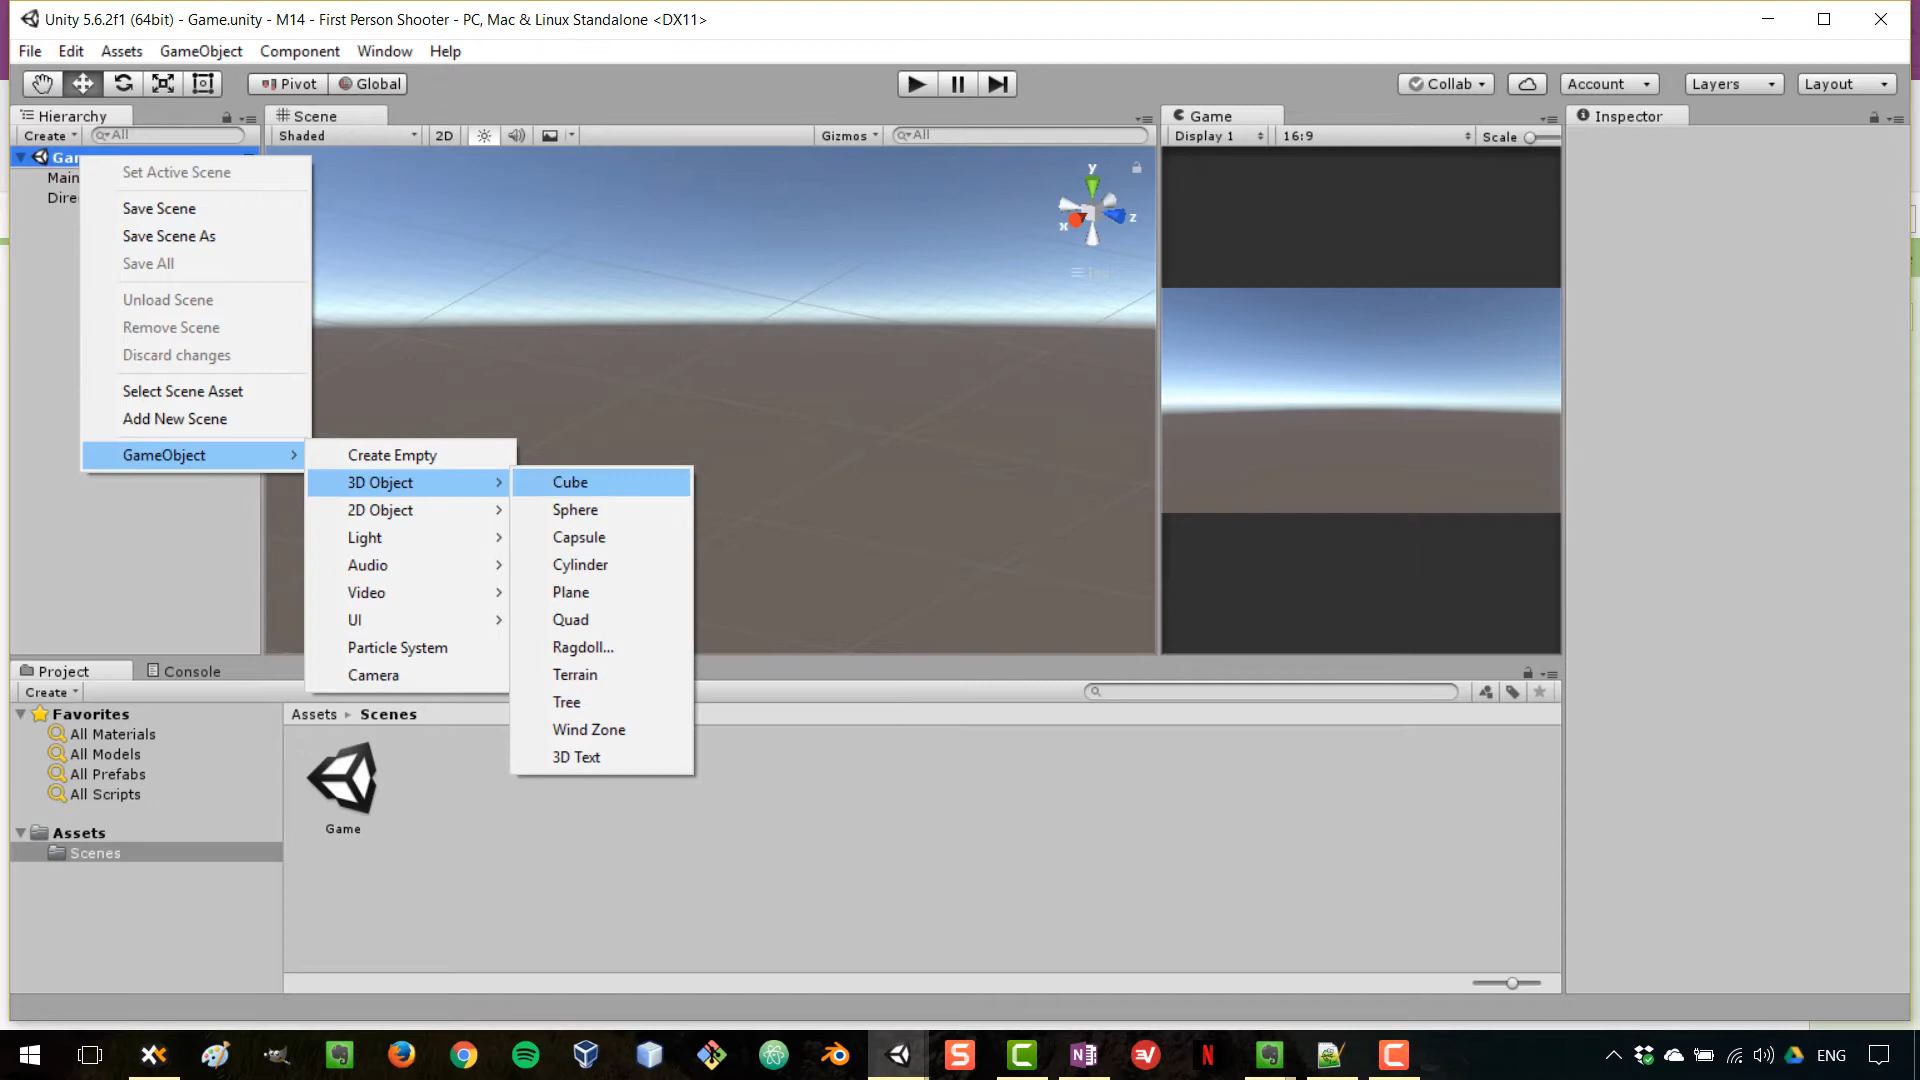 Unity 5.6.2f1 (64bit) - Game.unity - M14 - First Person Shooter - PC, Mac & Linux Standalone <DX11>
File Edit Assets GameObject Component Window Help
Pivot Global Collab Account Layers Layout
Hierarchy
Create All
Scene
Shaded 2D Gizmos All
Game
Display 1 16:9 Scale
Inspector
Gam
Main
Dire
Set Active Scene
Save Scene
Save Scene As
Save All
Unload Scene
Remove Scene
Discard changes
Select Scene Asset
Add New Scene
GameObject
Create Empty
3D Object
2D Object
Light
Audio
Video
UI
Particle System
Camera
Cube
Sphere
Capsule
Cylinder
Plane
Quad
Ragdoll...
Terrain
Tree
Wind Zone
3D Text
y
x
z
Project Console
Create
Favorites
All Materials
All Models
All Prefabs
All Scripts
Assets
Scenes
Assets Scenes
Game
ENG